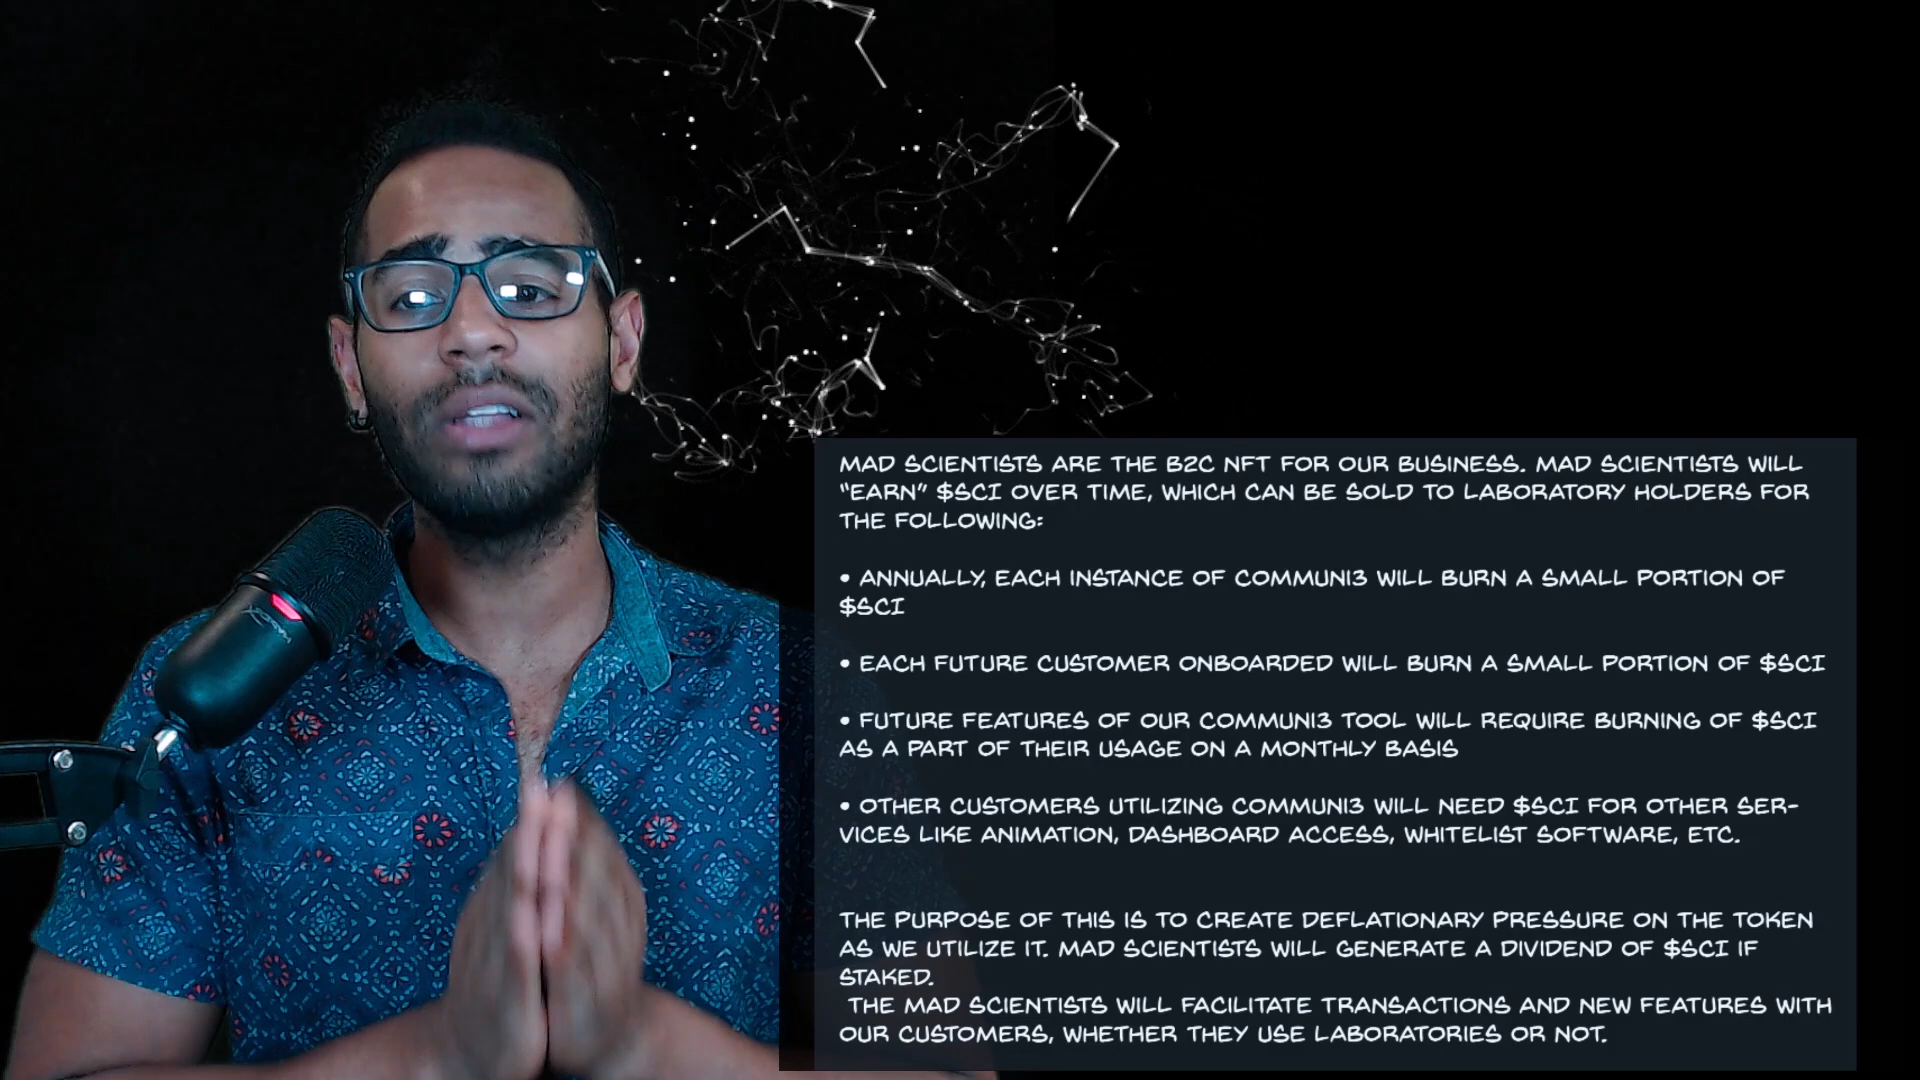 MAD SCIENTISTS ARE THE B2C NFT FOR OUR BUSINESS. MAD SCIENTISTS WILL
"EARN" $SCI OVER TIME, WHICH CAN BE SOLD TO LABORATORY HOLDERS FOR
THE FOLLOWING:
• ANNUALLY, EACH INSTANCE OF COMMUNI3 WILL BURN A SMALL PORTION OF
$SCI
• EACH FUTURE CUSTOMER ONBOARDED WILL BURN A SMALL PORTION OF $SCI
• FUTURE FEATURES OF OUR COMMUNI3 TOOL WILL REQUIRE BURNING OF $SCI
AS A PART OF THEIR USAGE ON A MONTHLY BASIS
• OTHER CUSTOMERS UTILIZING COMMUNI3 WILL NEED $SCI FOR OTHER SER-
VICES LIKE ANIMATION, DASHBOARD ACCESS, WHITELIST SOFTWARE, ETC.
THE PURPOSE OF THIS IS TO CREATE DEFLATIONARY PRESSURE ON THE TOKEN
AS WE UTILIZE IT. MAD SCIENTISTS WILL GENERATE A DIVIDEND OF $SCI IF
STAKED.
THE MAD SCIENTISTS WILL FACILITATE TRANSACTIONS AND NEW FEATURES WITH
OUR CUSTOMERS, WHETHER THEY USE LABORATORIES OR NOT.